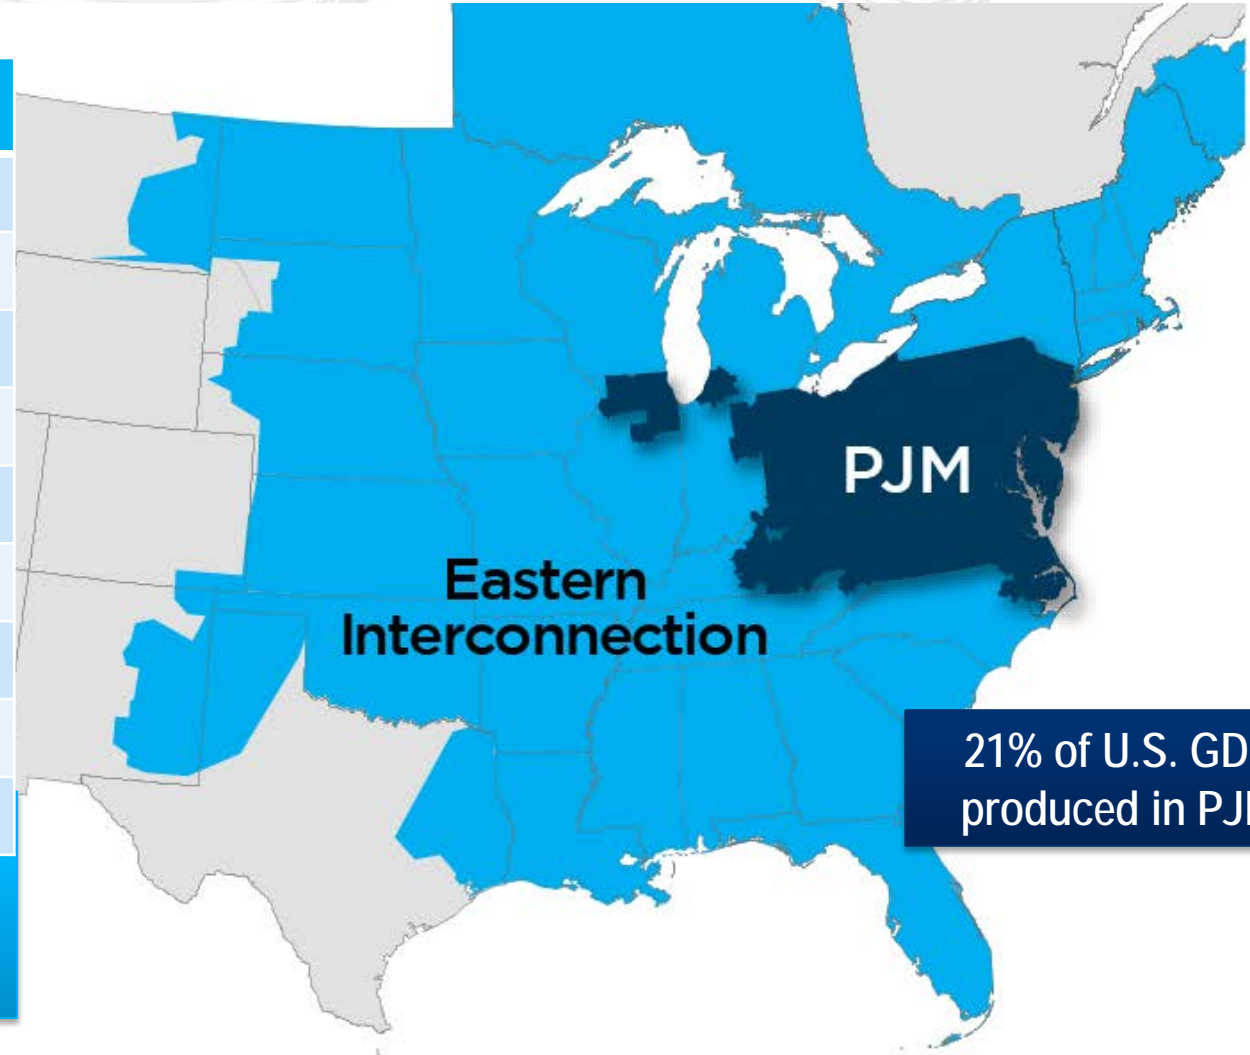 PJM
Eastern
Interconnection
21% of U.S. GD
produced in PJ